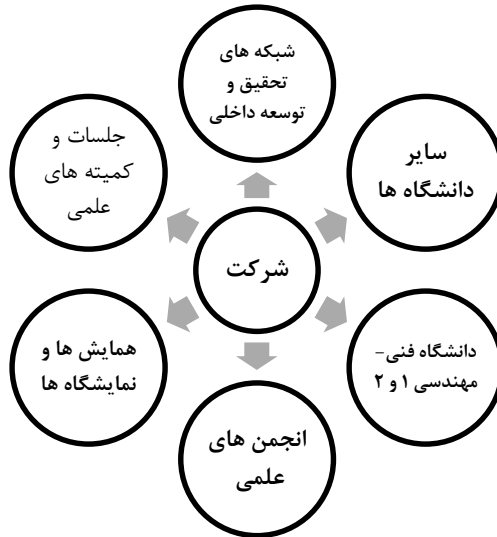 شبکه های
تحقیق و
توسعه داخلی
سایر
دانشگاه ها
جلسات و
کمیته های
علمی
شرکت
دانشگاه فنی-
مهندسی ۱ و ۲
همایش ها و
نمایشگاه ها
انجمن های
علمی